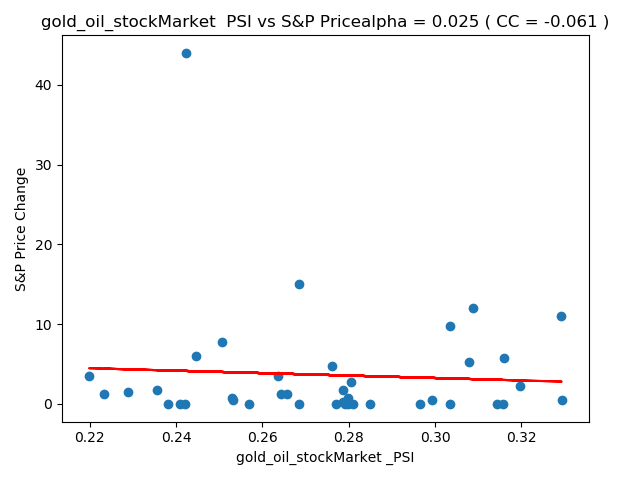 gold_oil_stockMarket  PSI vs S&P Pricealpha = 0.025 ( CC = -0.061 )
S&P Price Change
40
30
20
10
0
0.22 0.24 0.26 0.28 0.30 0.32
gold_oil_stockMarket _PSI